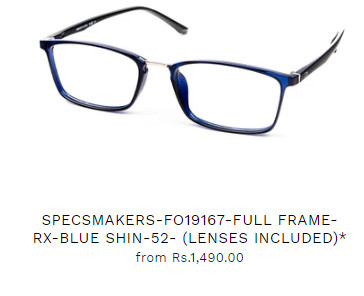 SPECSMAKERS-FO19167-FULL FRAME-
RX-BLUE SHIN-52- (LENSES INCLUDED)*
from Rs.1,490.00